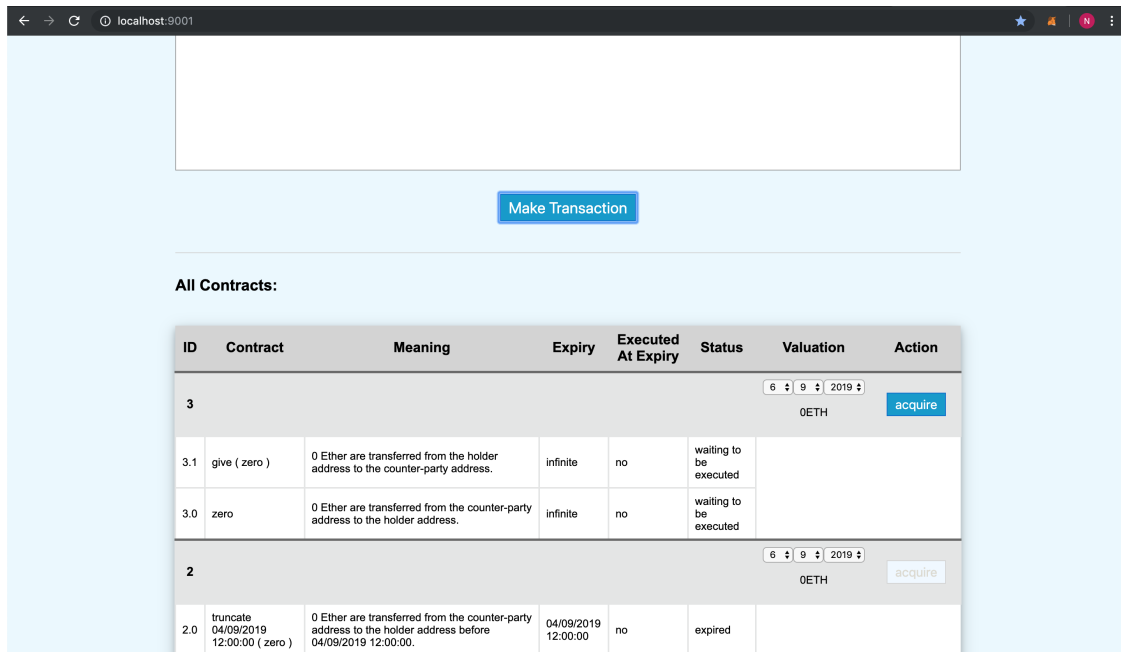 localhost:9001
N
Make Transaction
All Contracts:
ID Contract Meaning Expiry Executed At Expiry Status Valuation Action
3 6 9 2019 0ETH acquire
3.1 give ( zero ) 0 Ether are transferred from the holder address to the counter-party address. infinite no waiting to be executed
3.0 zero 0 Ether are transferred from the counter-party address to the holder address. infinite no waiting to be executed
2 6 9 2019 0ETH acquire
2.0 truncate 04/09/2019 12:00:00 ( zero ) 0 Ether are transferred from the counter-party address to the holder address before 04/09/2019 12:00:00. 04/09/2019 12:00:00 no expired